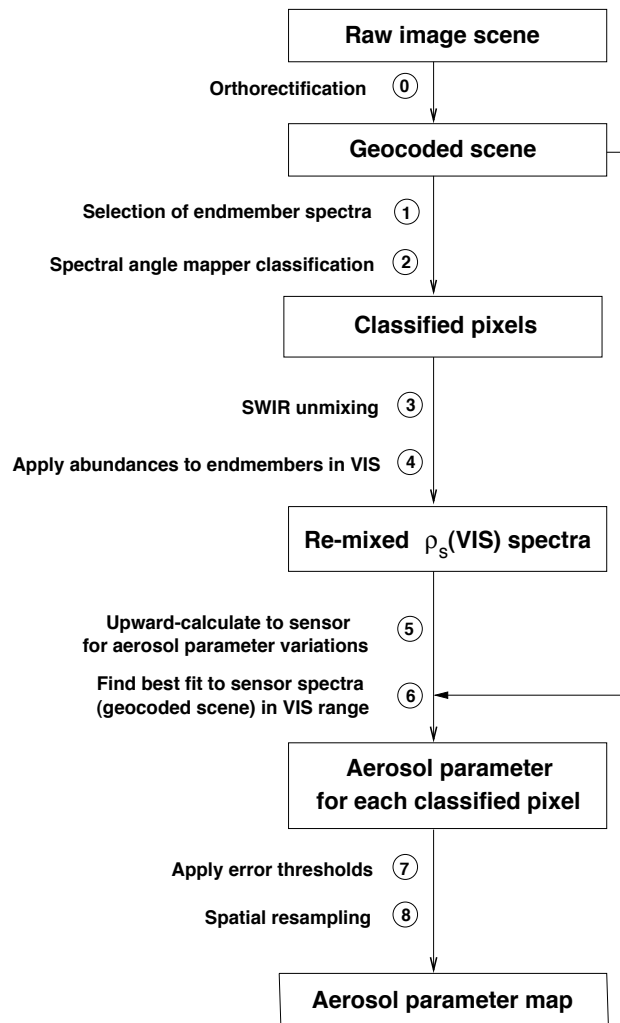 Raw image scene
Orthorectification 0
Geocoded scene
Selection of endmember spectra 1
Spectral angle mapper classification 2
Classified pixels
SWIR unmixing 3
Apply abundances to endmembers in VIS 4
Re-mixed ρs(VIS) spectra
Upward-calculate to sensor
for aerosol parameter variations 5
Find best fit to sensor spectra 6
(geocoded scene) in VIS range
Aerosol parameter
for each classified pixel
Apply error thresholds 7
Spatial resampling 8
Aerosol parameter map